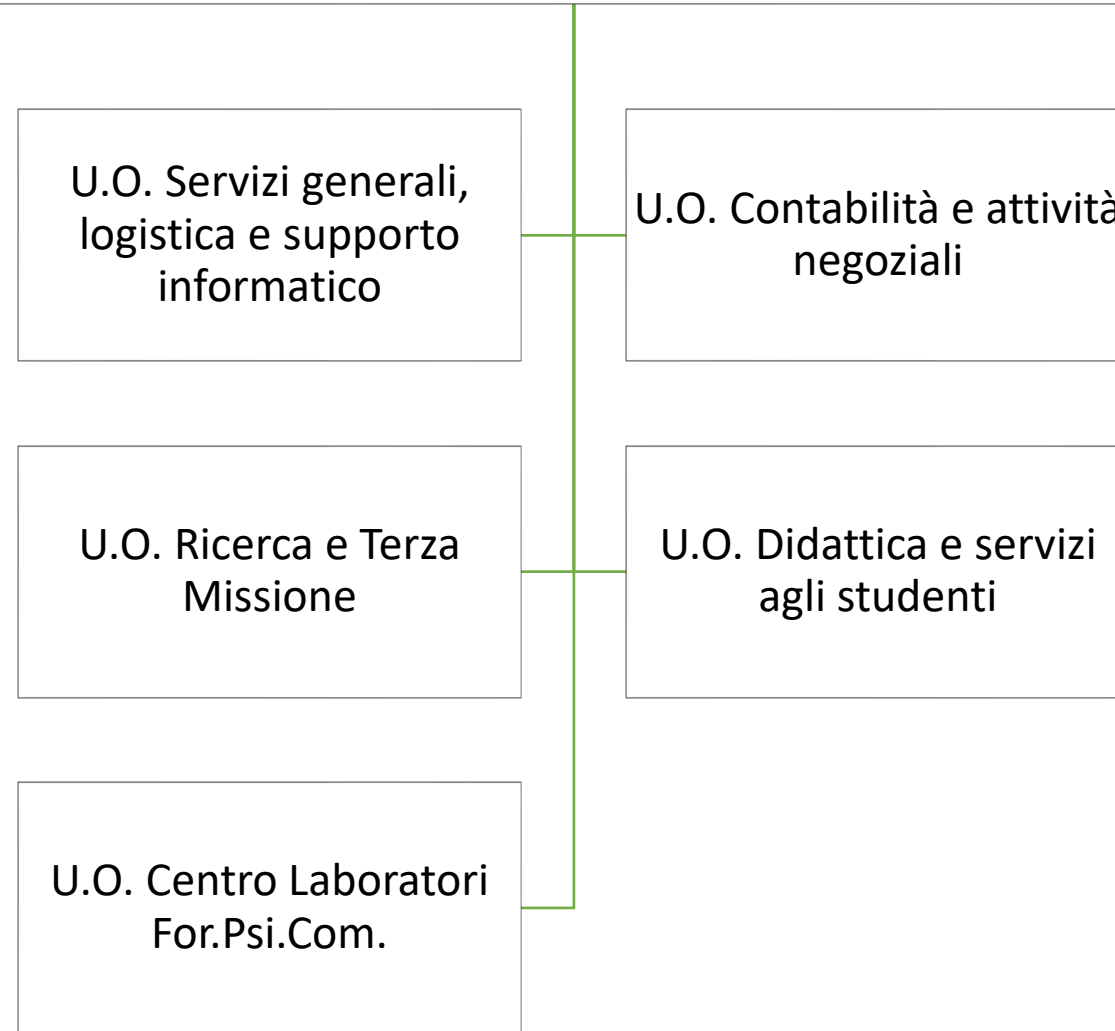 U.O. Servizi generali,
logistica e supporto
informatico
U.O. Contabilità e attività
negoziali
U.O. Ricerca e Terza
Missione
U.O. Didattica e servizi
agli studenti
U.O. Centro Laboratori
For.Psi.Com.